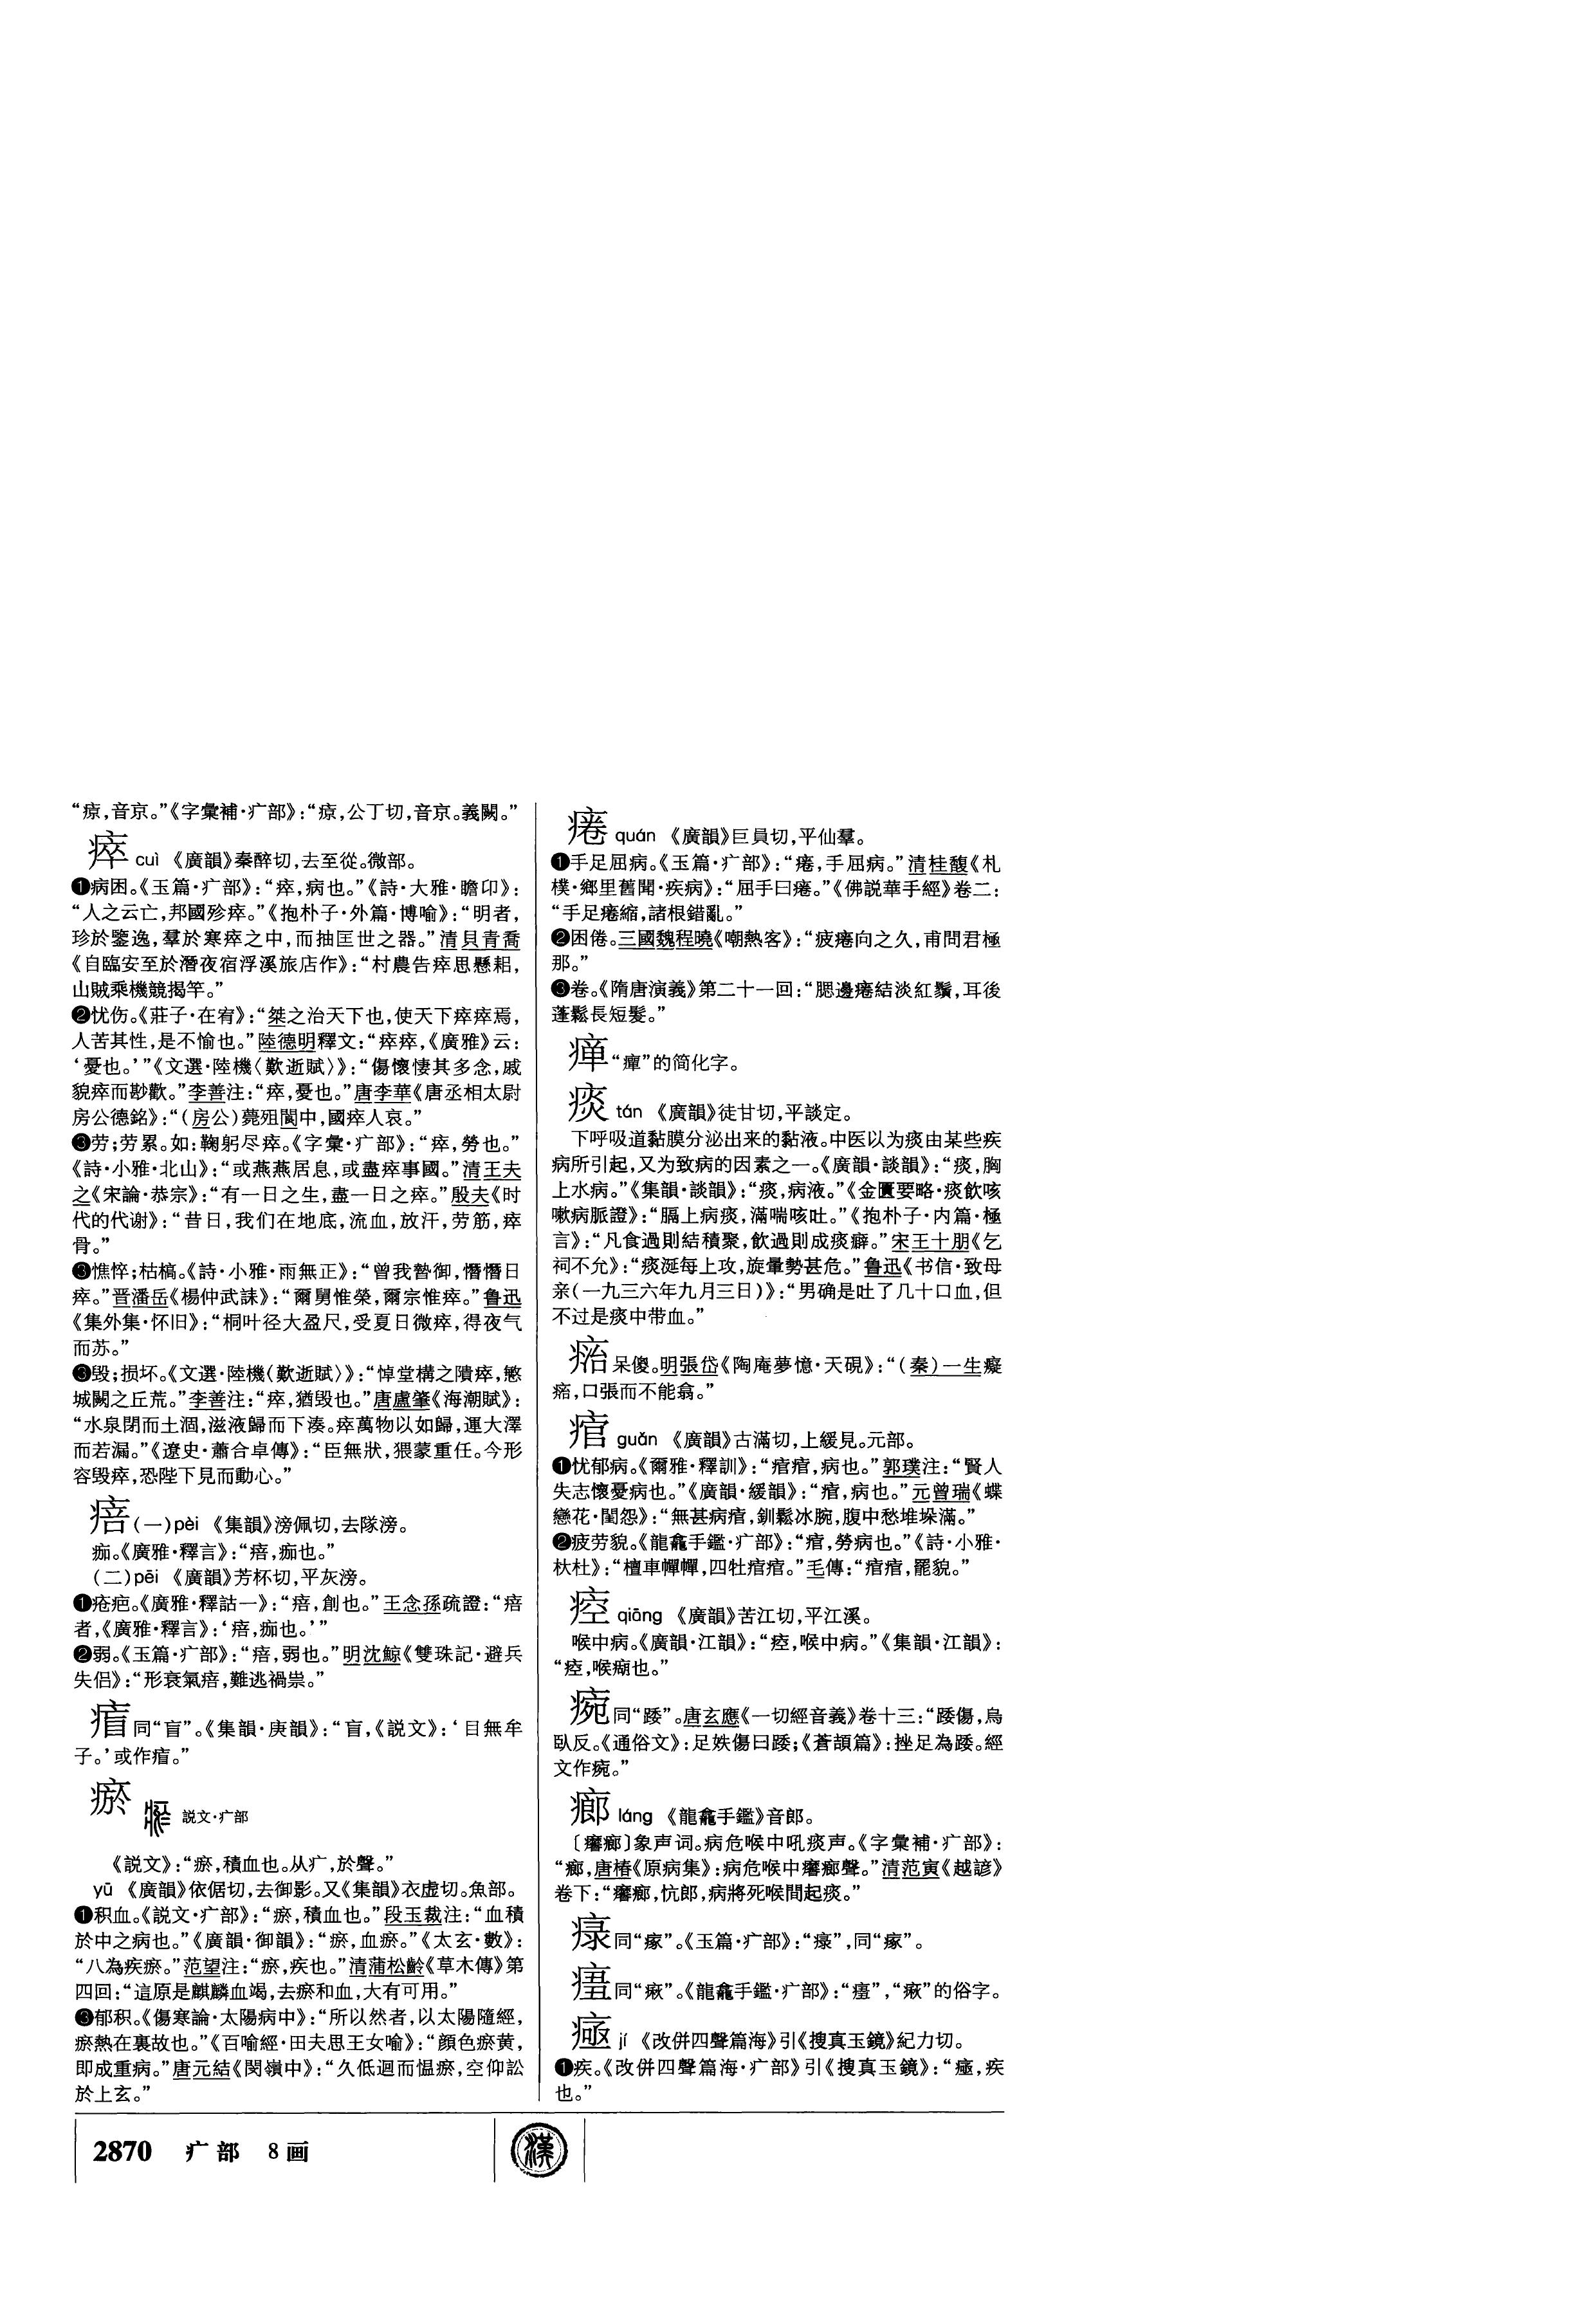 “𤷃,音京。”《字彙補·疒部》:“𤷃,公丁切,音京。義闕。”
瘁 cuì 《廣韻》秦醉切,去至從。微部。
❶病困。《玉篇·疒部》:“瘁,病也。”《詩·大雅·瞻卬》:
“人之云亡,邦國殄瘁。”《抱朴子·外篇·博喻》:“明者,
珍於鑒逸,羣於寒瘁之中,而抽匡世之器。”清貝青喬
《自臨安至於潛夜宿浮溪旅店作》:“村農告瘁思懸耜,
山賊乘機競揭竿。”
❷忧伤。《莊子·在宥》:“桀之治天下也,使天下瘁瘁焉,
人苦其性,是不愉也。”陸德明釋文:“瘁瘁,《廣雅》云:
‘憂也。’”《文選·陸機〈歎逝賦〉》:“傷懷悽其多念,戚
貌瘁而尠歡。”李善注:“瘁,憂也。”唐李華《唐丞相太尉
房公德銘》:“(房公)薨殂閬中,國瘁人哀。”
❸劳;劳累。如:鞠躬尽瘁。《字彙·疒部》:“瘁,勞也。”
《詩·小雅·北山》:“或燕燕居息,或盡瘁事國。”清王夫
之《宋論·恭宗》:“有一日之生,盡一日之瘁。”殷夫《时
代的代谢》:“昔日,我们在地底,流血,放汗,劳筋,瘁
骨。”
❸憔悴;枯槁。《詩·小雅·雨無正》:“曾我暬御,憯憯日
瘁。”晋潘岳《楊仲武誄》:“爾舅惟榮,爾宗惟瘁。”鲁迅
《集外集·怀旧》:“桐叶径大盈尺,受夏日微瘁,得夜气
而苏。”
❸毁;损坏。《文選·陸機〈歎逝賦〉》:“悼堂構之隤瘁,慜
城闕之丘荒。”李善注:“瘁,猶毁也。”唐盧肇《海潮賦》:
“水泉閉而土涸,滋液歸而下湊。瘁萬物以如歸,運大澤
而若漏。”《遼史·蕭合卓傳》:“臣無狀,猥蒙重任。今形
容毁瘁,恐陛下見而動心。”
㾦(一)pèi 《集韻》滂佩切,去隊滂。
痂。《廣雅·釋言》:“㾦,痂也。”
(二)pēi 《廣韻》芳杯切,平灰滂。
❶疮疤。《廣雅·釋詁一》:“㾦,創也。”王念孫疏證:“㾦
者,《廣雅·釋言》:‘㾦,痂也。’”
❷弱。《玉篇·疒部》:“㾦,弱也。”明沈鯨《雙珠記·避兵
失侣》:“形衰氣㾦,難逃禍祟。”
同“盲”。《集韻·庚韻》:“盲,《説文》:‘目無牟
子。’或作。”
瘀 説文·疒部
《説文》:“瘀,積血也。从疒,於聲。”
yū 《廣韻》依倨切,去御影。又《集韻》衣虚切。魚部。
❶积血。《説文·疒部》:“瘀,積血也。”段玉裁注:“血積
於中之病也。”《廣韻·御韻》:“瘀,血瘀。”《太玄·數》:
“八為疾瘀。”范望注:“瘀,疾也。”清蒲松齡《草木傳》第
四回:“這原是麒麟血竭,去瘀和血,大有可用。”
❸郁积。《傷寒論·太陽病中》:“所以然者,以太陽隨經,
瘀熱在裏故也。”《百喻經·田夫思王女喻》:“顔色瘀黄,
即成重病。”唐元結《閔嶺中》:“久低迴而愠瘀,空仰訟
於上玄。”
痯 quán 《廣韻》巨員切,平仙羣。
❶手足屈病。《玉篇·疒部》:“瘘,手屈病。”清桂馥《札
樸·鄉里舊聞·疾病》:“屈手曰㿌。”《佛説華手經》卷二:
“手足縮,諸根錯亂。”
❷困倦。三國魏程曉《嘲熱客》:“疲向之久,甫問君極
那。”
❸卷。《隋唐演義》第二十一回:“腮邊結淡紅鬚,耳後
蓬鬆長短髮。”
瘅“癉”的简化字。
痰 tán 《廣韻》徒甘切,平談定。
下呼吸道黏膜分泌出来的黏液。中医以为痰由某些疾
病所引起,又为致病的因素之一。《廣韻·談韻》:“痰,胸
上水病。”《集韻·談韻》:“痰,病液。”《金匱要略·痰飲咳
嗽病脈證》:“膈上病痰,滿喘咳吐。”《抱朴子·内篇·極
言》:“凡食過則結積聚,飲過則成痰癖。”宋王十朋《乞
祠不允》:“痰涎每上攻,旋暈勢甚危。”鲁迅《书信·致母
亲(一九三六年九月三日)》:“男确是吐了几十口血,但
不过是痰中带血。”
呆傻。明張岱《陶庵夢憶·天硯》:“(秦)一生癡
,口張而不能翕。”
痯 guǎn 《廣韻》古滿切,上緩見。元部。
❶忧郁病。《爾雅·釋訓》:“痯痯,病也。”郭璞注:“賢人
失志懷憂病也。”《廣韻·緩韻》:“痯,病也。”元曾瑞《蝶
戀花·閨怨》:“無甚病痯,釧鬆冰腕,腹中愁堆垛滿。”
❷疲劳貌。《龍龕手鑑·疒部》:“痯,勞病也。”《詩·小雅·
杕杜》:“檀車幝幝,四牡痯痯。”毛傳:“痯痯,罷貌。”
㾤 qiāng 《廣韻》苦江切,平江溪。
喉中病。《廣韻·江韻》:“㾤,喉中病。”《集韻·江韻》:
“㾤,喉㾷也。”
同“踒”。唐玄應《一切經音義》卷十三:“踒傷,烏
臥反。《通俗文》:足跌傷曰踒;《蒼頡篇》:挫足為踒。經
文作。”
㾿 láng 《龍龕手鑑》音郎。
〔〕象声词。病危喉中吼痰声。《字彙補·疒部》:
“,唐椿《原病集》:病危喉中聲。”清范寅《越諺》
卷下:“,忼郎,病將死喉間起痰。”
同“瘃”。《玉篇·疒部》:“”,同“瘃”。
同“瘷”。《龍龕手鑑·疒部》:“”,“瘷”的俗字。
jí 《改併四聲篇海》引《搜真玉鏡》紀力切。
❶疾。《改併四聲篇海·疒部》引《搜真玉鏡》:“,疾
也。”
2870 疒部 8画
漢